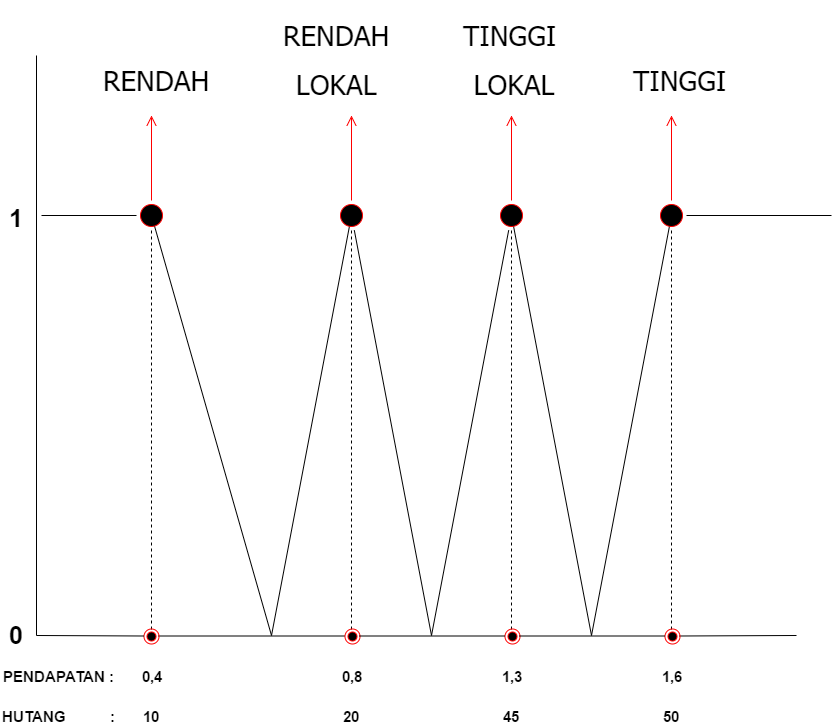 RENDAH TINGGI
RENDAH LOKAL LOKAL TINGGI
1
0
PENDAPATAN : 0,4 0,8 1,3 1,6
HUTANG : 10 20 45 50